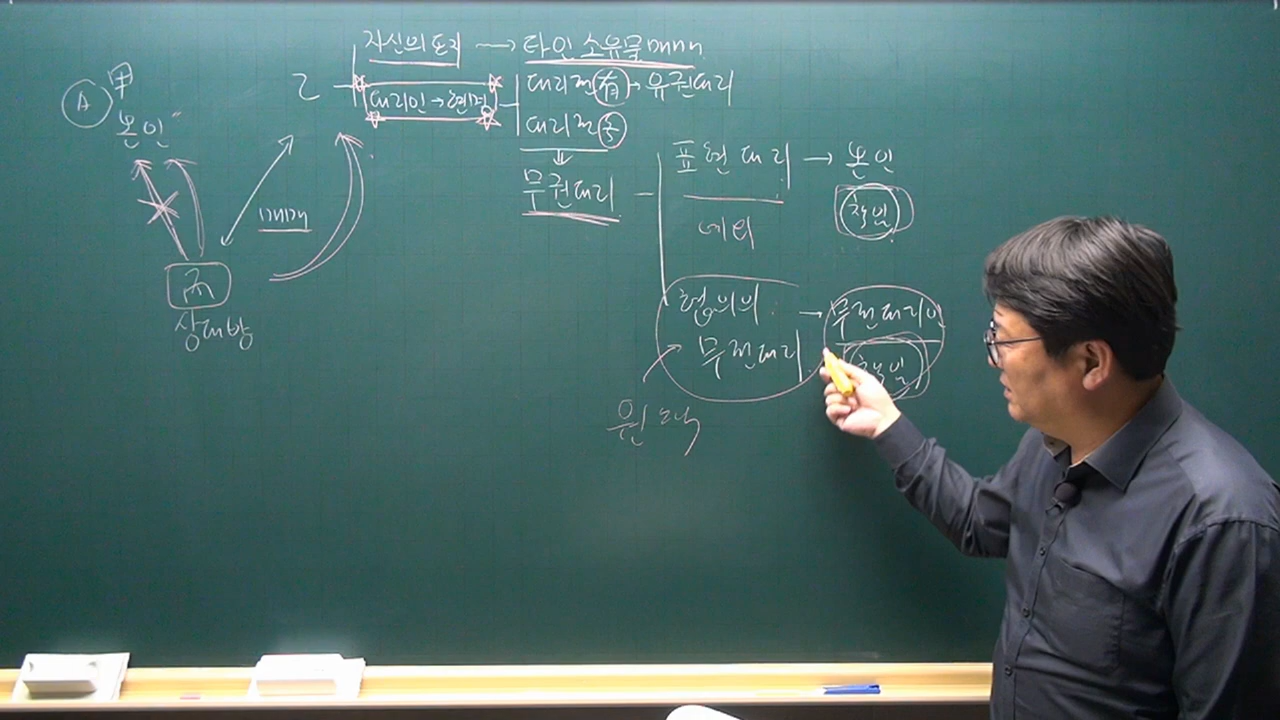 Ⓐ 甲
본인
乙
자신의 토지 → 타인 소유물 매매
대리인 → 현명
대리권 有 → 유권대리
대리권 無
⇓
무권대리
표현대리 → 본인
책임
예외
협의의 → 무권대리인
무권대리
책임
원칙
매매
丙
상대방